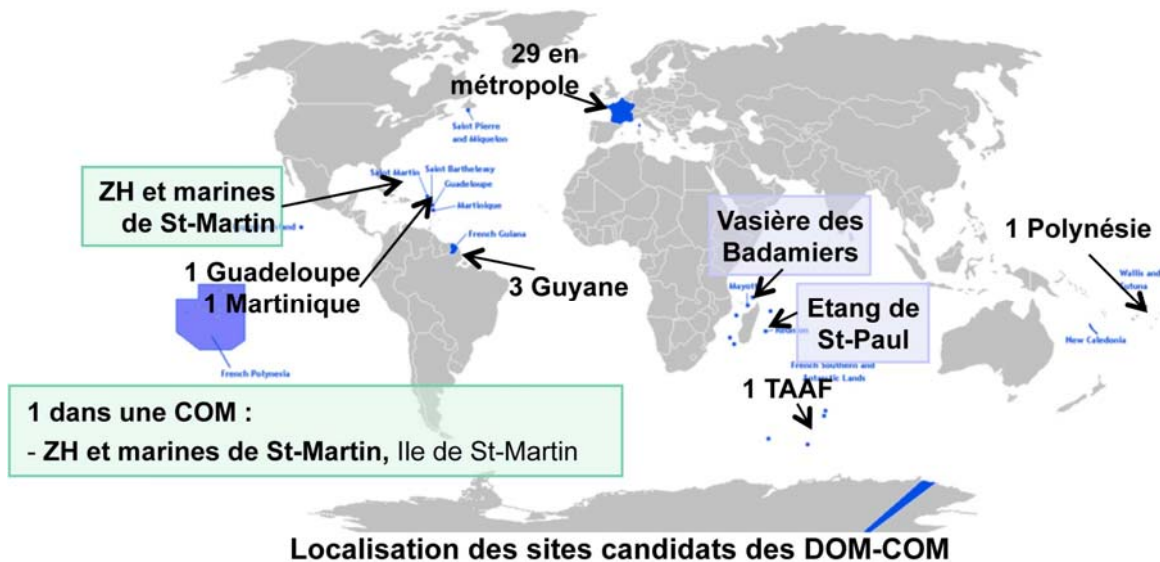 29 en
métropole
Saint Pierre
and Miquelon
ZH et marines
de St-Martin
Saint Martin
Saint Barthelemy
Guadeloupe
Martinique
French Guiana
1 Guadeloupe
1 Martinique
3 Guyane
Vasière des
Badamiers
1 Polynésie
Wallis and
Futuna
Etang de
St-Paul
New Caledonia
French Polynesia
French Southern and
Antarctic Lands
1 TAAF
1 dans une COM :
- ZH et marines de St-Martin, Ile de St-Martin
Localisation des sites candidats des DOM-COM